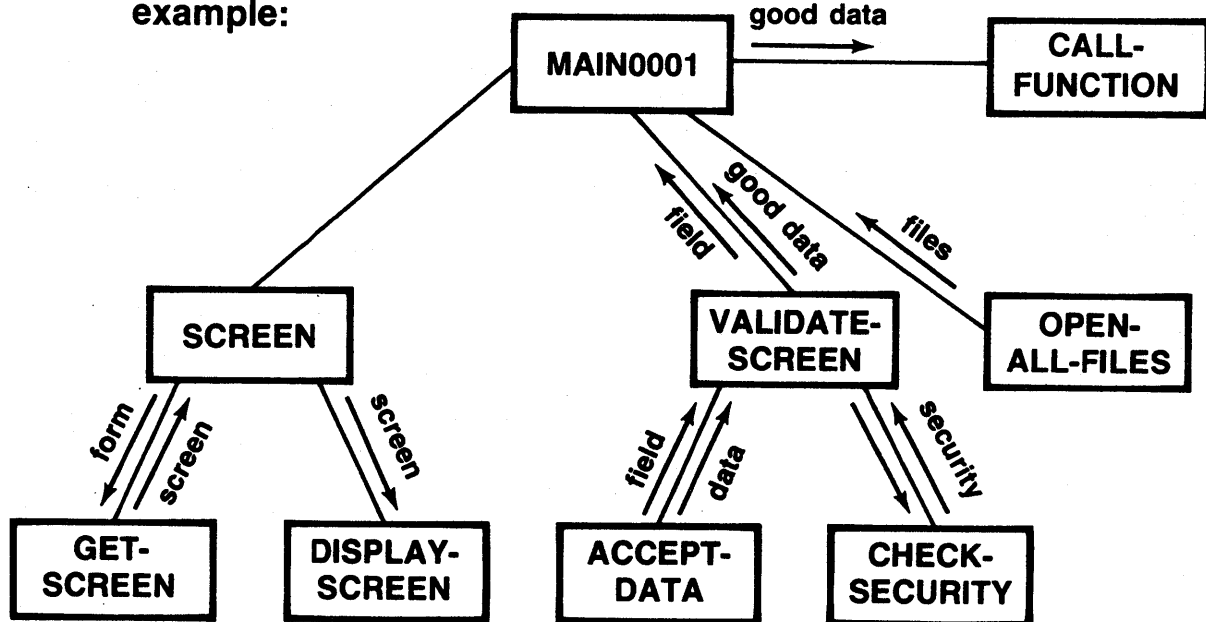 example:
good data
MAIN0001
CALL-
FUNCTION
field
good data
files
SCREEN
VALIDATE-
SCREEN
OPEN-
ALL-FILES
form
screen
screen
field
data
security
GET-
SCREEN
DISPLAY-
SCREEN
ACCEPT-
DATA
CHECK-
SECURITY